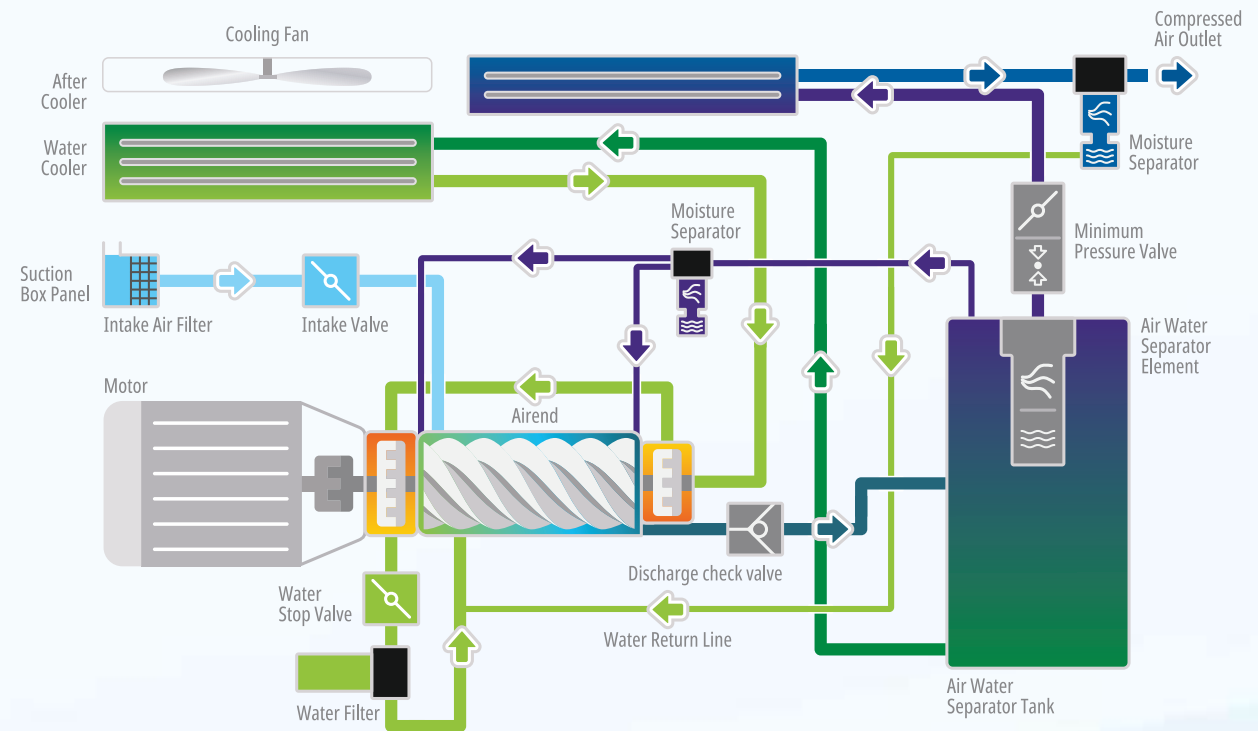 Cooling Fan
Compressed
Air Outlet
After
Cooler
Water
Cooler
Moisture
Separator
Moisture
Separator
Minimum
Pressure Valve
Suction
Box Panel
Intake Air Filter
Intake Valve
Air Water
Separator
Element
Motor
Airend
Discharge check valve
Water
Stop Valve
Water Return Line
Water Filter
Air Water
Separator Tank